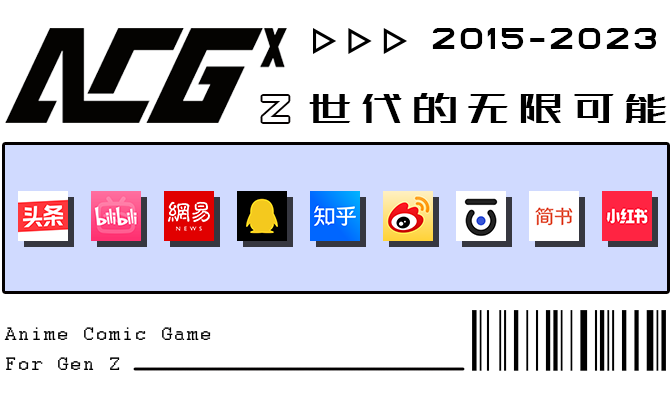 ACG X
2015-2023
Z 世代的无限可能
头条
bilibili
網易
NEWS
知乎
简书
小红书
Anime Comic Game
For Gen Z